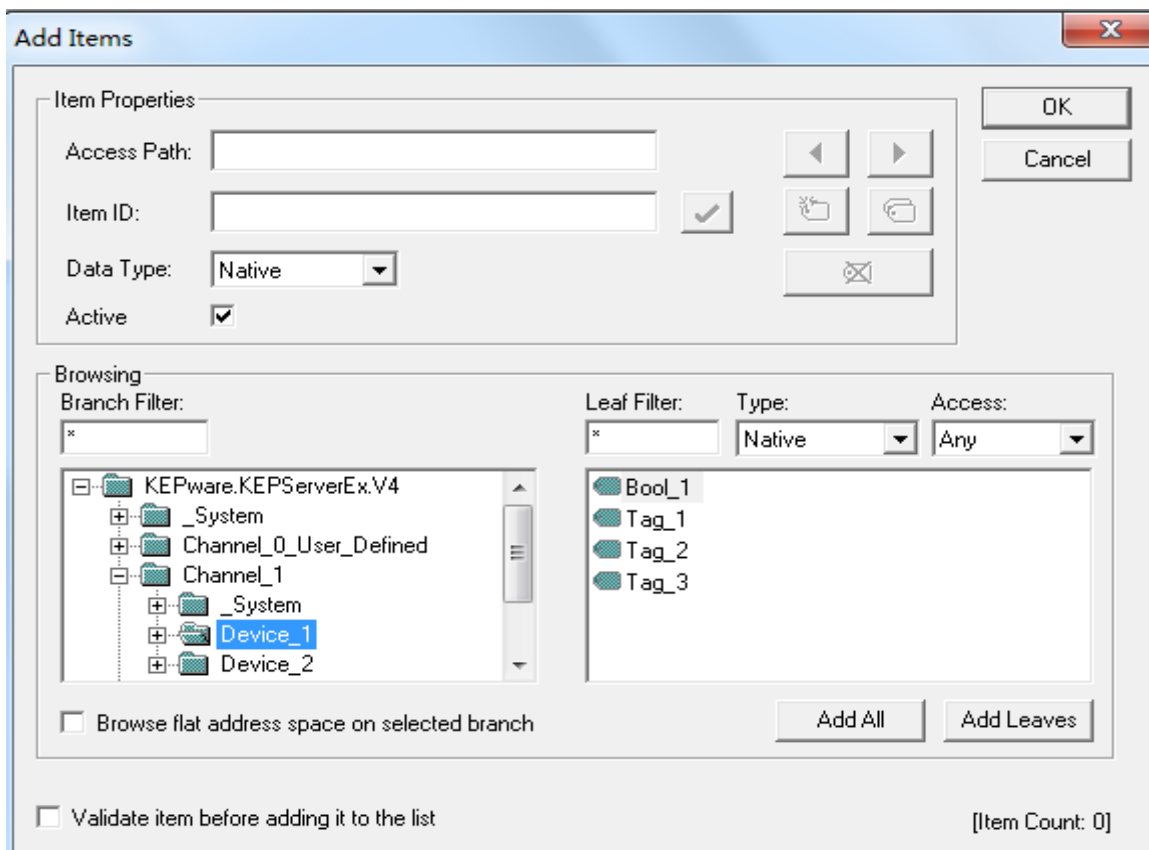 Add Items
Item Properties
Access Path:
Item ID:
Data Type:
Native
Active
OK
Cancel
Browsing
Branch Filter:
*
Leaf Filter:
*
Type:
Native
Access:
Any
KEPware.KEPServerEx.V4
_System
Channel_0_User_Defined
Channel_1
_System
Device_1
Device_2
Bool_1
Tag_1
Tag_2
Tag_3
Browse flat address space on selected branch
Add All
Add Leaves
Validate item before adding it to the list
[Item Count: 0]